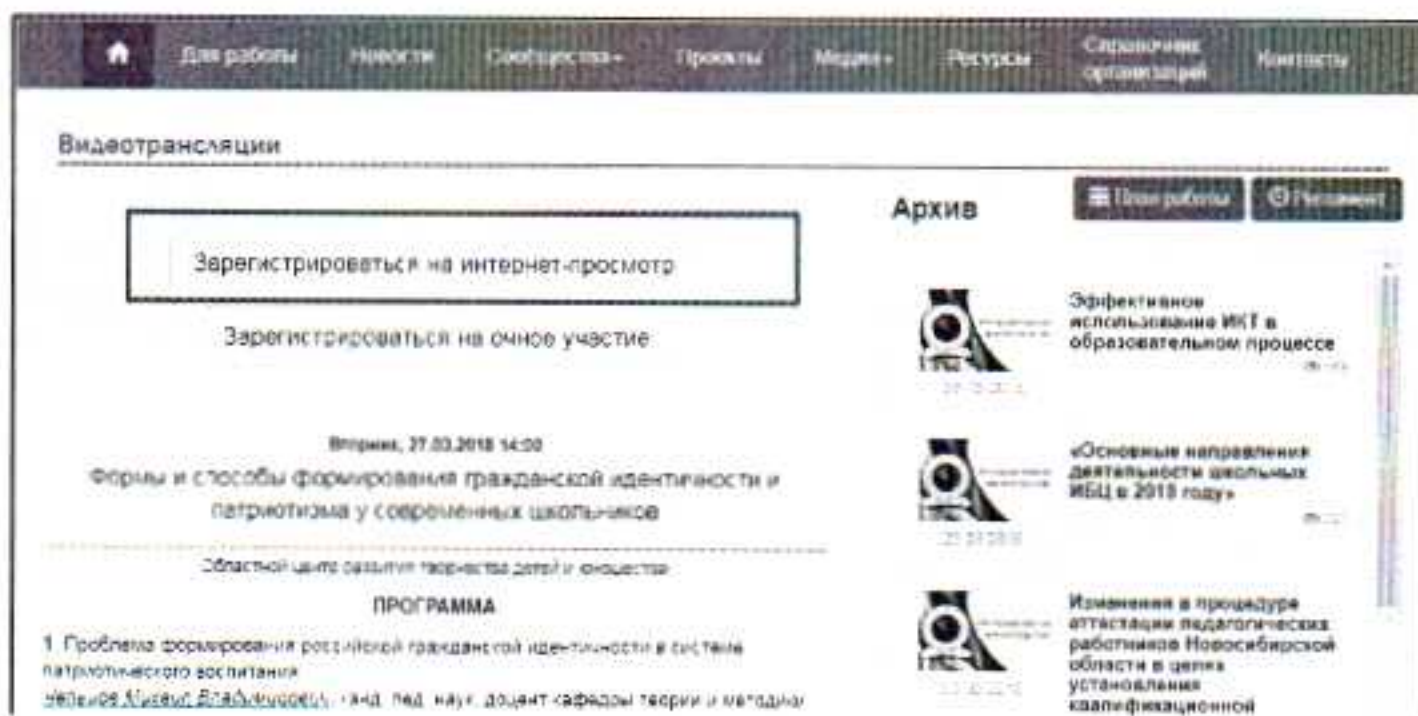 Для работы
Новости
Сообщества
Проекты
Медиа
Ресурсы
Справочник
организаций
Контакты
Видеотрансляции
Зарегистрироваться на интернет-просмотр
Зарегистрироваться на очное участие
Вторник, 27.03.2018 14:00
Формы и способы формирования гражданской идентичности и
патриотизма у современных школьников
Областной центр развития творчества детей и юношества
ПРОГРАММА
1. Проблема формирования российской гражданской идентичности в системе
патриотического воспитания
Владимирович, канд. пед. наук, доцент кафедры теории и методики
Архив
План работы
Регламент
Эффективное
использование ИКТ в
образовательном процессе
«Основные направления
деятельности школьных
ИБЦ в 2018 году»
Изменения в процедуре
аттестации педагогических
работников Новосибирской
области в целях
установления
квалификационной